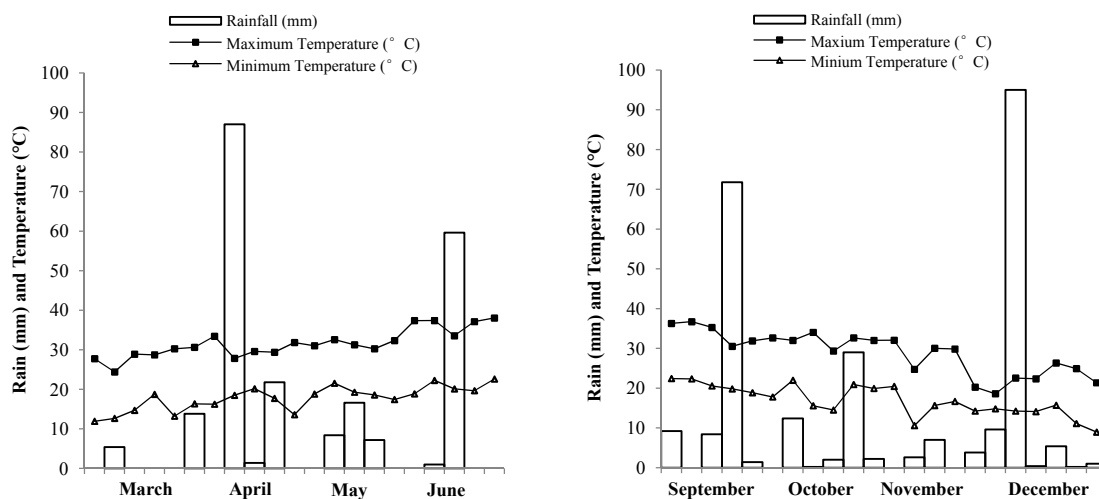 Rainfall (mm)
Maximum Temperature (° C)
Minimum Temperature (° C)
Rain (mm) and Temperature (°C)
100
90
80
70
60
50
40
30
20
10
0
March April May June
Rainfall (mm)
Maxium Temperature (° C)
Minium Temperature (° C)
Rain (mm) and Temperature (°C)
100
90
80
70
60
50
40
30
20
10
0
September October November December